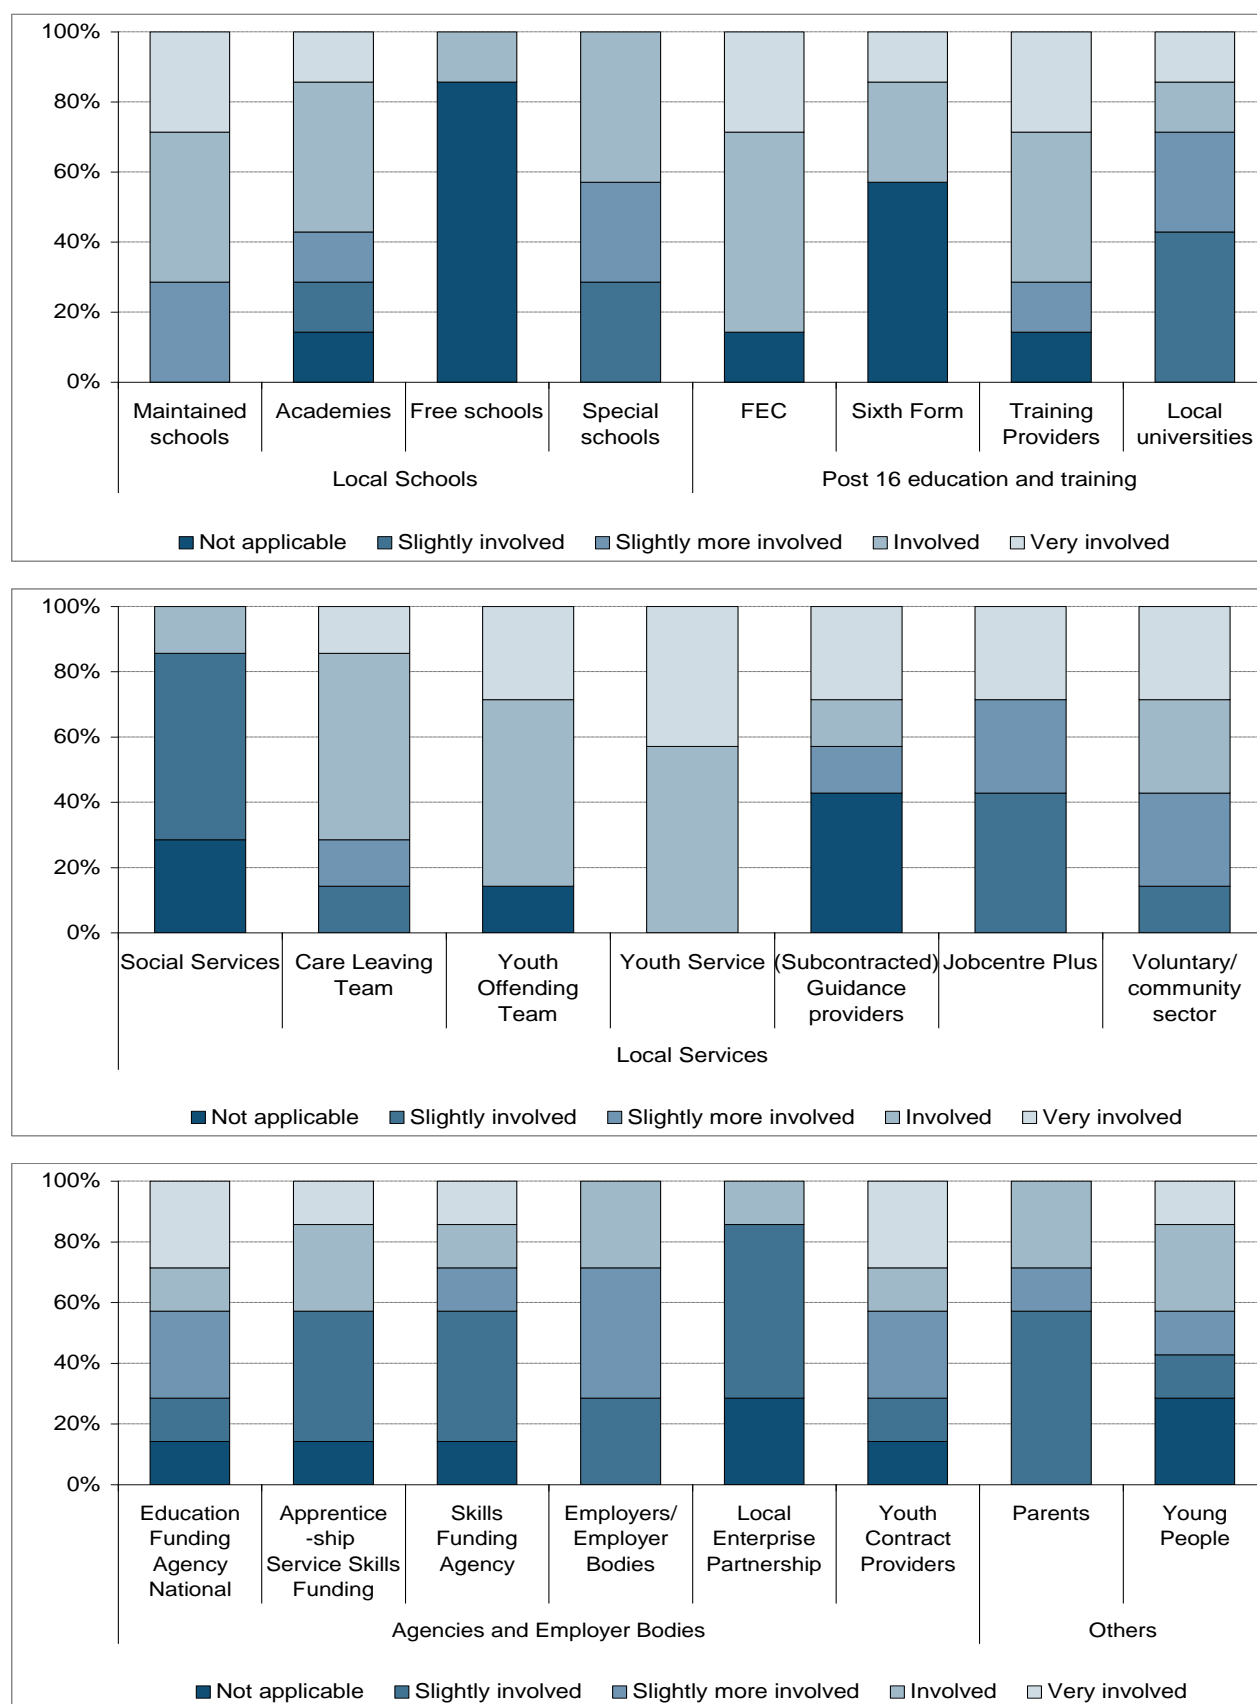 100%
80%
60%
40%
20%
0%
Maintained schools
Academies
Free schools
Special schools
FEC
Sixth Form
Training Providers
Local universities
Local Schools
Post 16 education and training
Not applicable
Slightly involved
Slightly more involved
Involved
Very involved
100%
80%
60%
40%
20%
0%
Social Services
Care Leaving Team
Youth Offending Team
Youth Service
(Subcontracted) Guidance providers
Jobcentre Plus
Voluntary/ community sector
Local Services
Not applicable
Slightly involved
Slightly more involved
Involved
Very involved
100%
80%
60%
40%
20%
0%
Education Funding Agency National
Apprentice -ship Service Skills Funding
Skills Funding Agency
Employers/ Employer Bodies
Local Enterprise Partnership
Youth Contract Providers
Parents
Young People
Agencies and Employer Bodies
Others
Not applicable
Slightly involved
Slightly more involved
Involved
Very involved